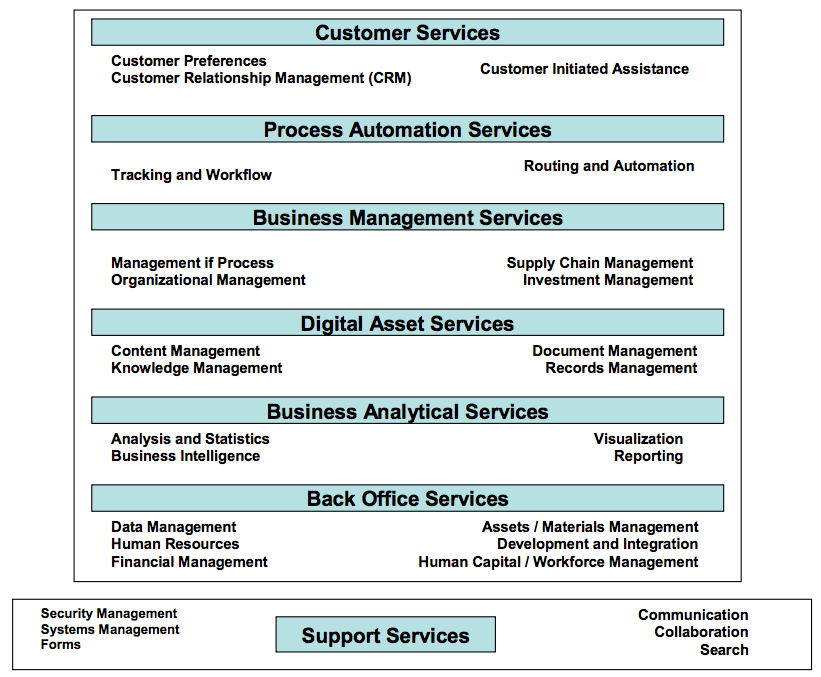 Customer Services
Customer Preferences
Customer Relationship Management (CRM)
Customer Initiated Assistance
Process Automation Services
Tracking and Workflow
Routing and Automation
Business Management Services
Management if Process
Organizational Management
Supply Chain Management
Investment Management
Digital Asset Services
Content Management
Knowledge Management
Document Management
Records Management
Business Analytical Services
Analysis and Statistics
Business Intelligence
Visualization
Reporting
Back Office Services
Data Management
Human Resources
Financial Management
Assets / Materials Management
Development and Integration
Human Capital / Workforce Management
Security Management
Systems Management
Forms
Support Services
Communication
Collaboration
Search